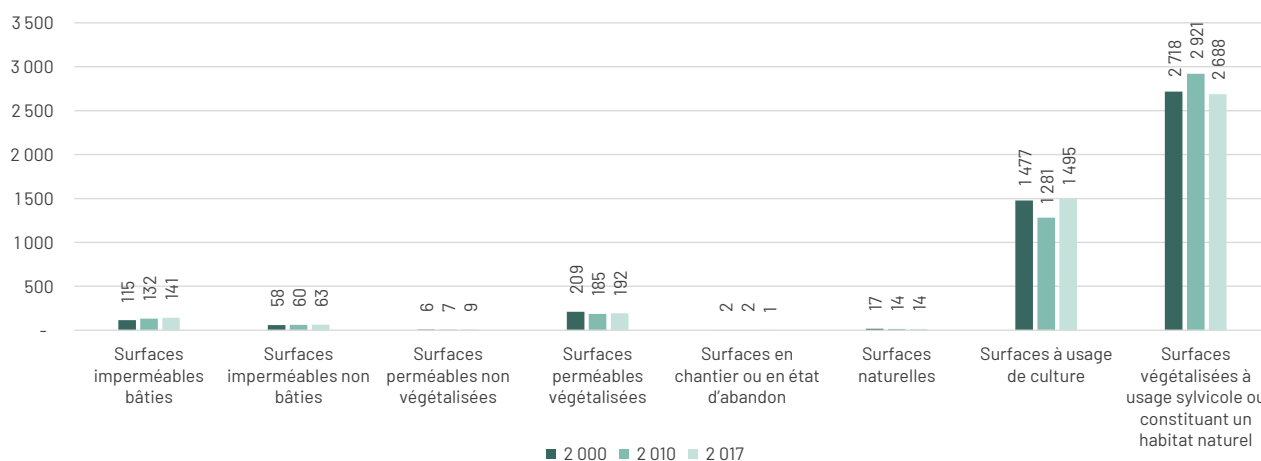 3 500
3 000
2 500
2 000
1 500
1 000
500
-
115
132
141
58
60
63
6
7
9
209
185
192
2
2
1
17
14
14
1 477
1 281
1 495
2 718
2 921
2 688
Surfaces
imperméables
bâties
Surfaces
imperméables non
bâties
Surfaces
perméables non
végétalisées
Surfaces
perméables
végétalisées
Surfaces en
chantier ou en état
d'abandon
Surfaces
naturelles
Surfaces à usage
de culture
Surfaces
végétalisées à
usage sylvicole ou
constituant un
habitat naturel
2 000
2 010
2 017